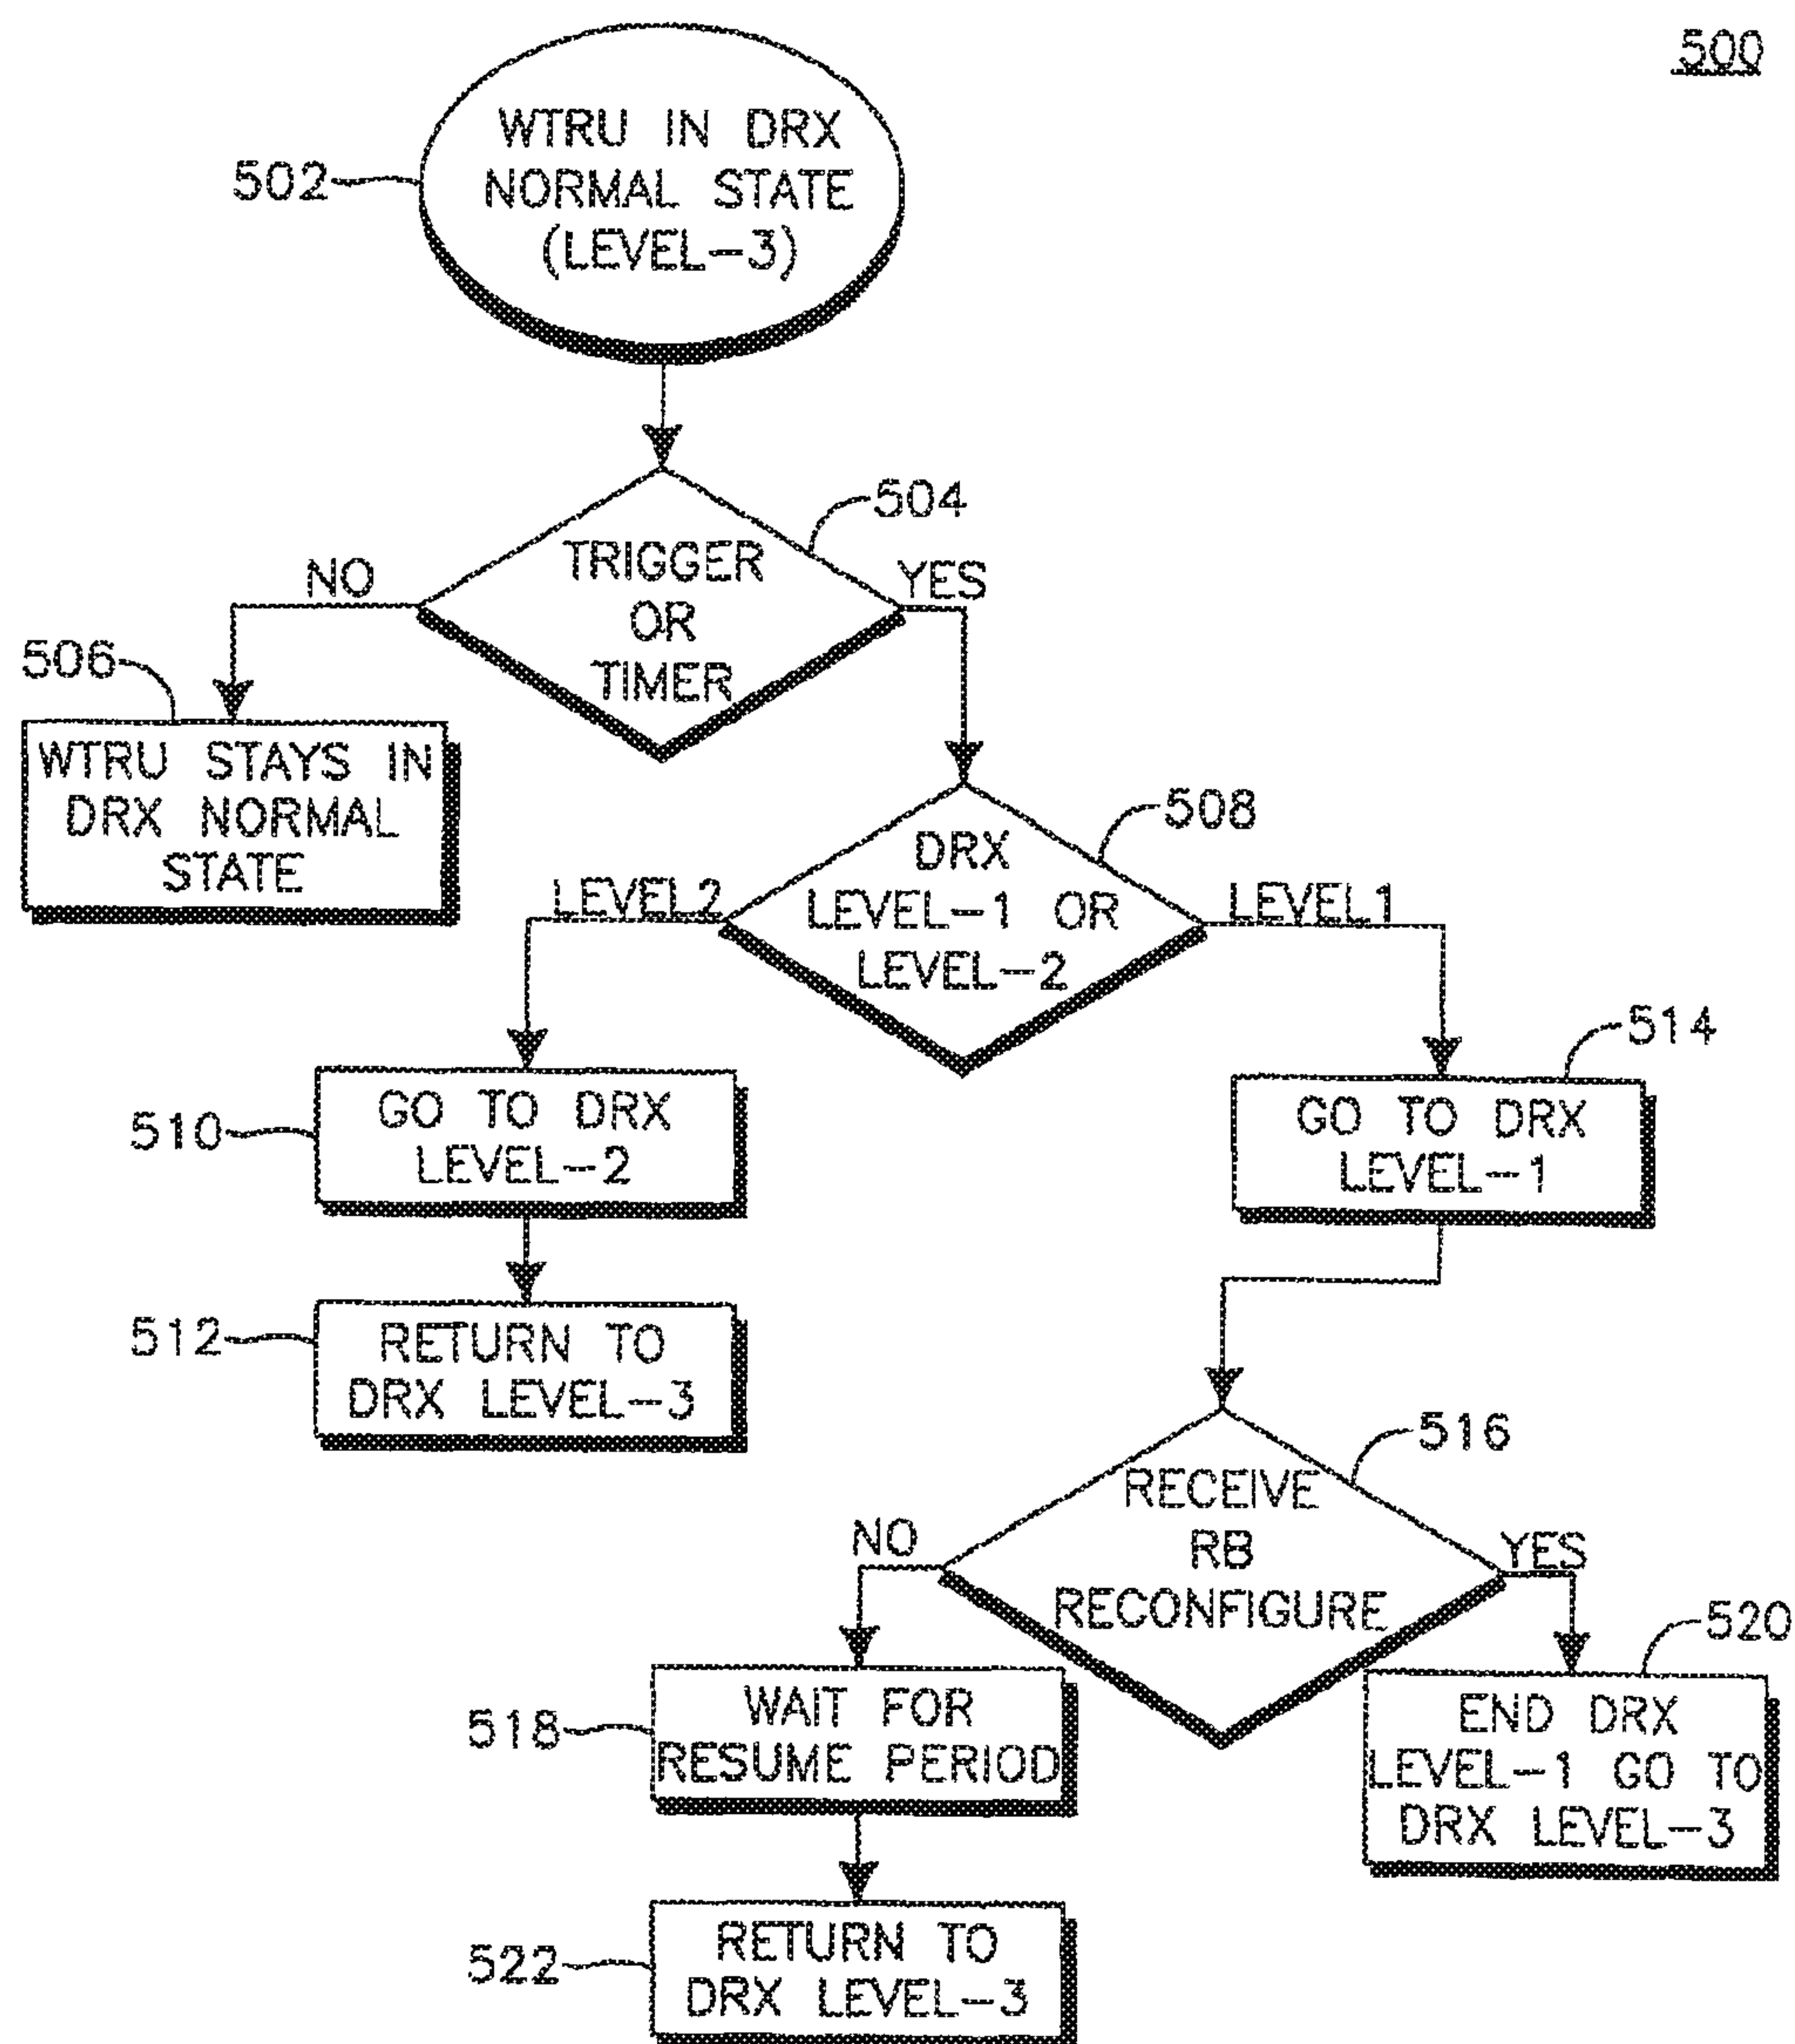 500
WTRU IN DRX
NORMAL STATE
(LEVEL-3)
502
504
TRIGGER
OR
TIMER
NO
YES
506
WTRU STAYS IN
DRX NORMAL
STATE
508
DRX
LEVEL-1 OR
LEVEL-2
LEVEL2
LEVEL1
510
GO TO DRX
LEVEL-2
514
GO TO DRX
LEVEL-1
512
RETURN TO
DRX LEVEL-3
516
RECEIVE
RB
RECONFIGURE
NO
YES
518
WAIT FOR
RESUME PERIOD
520
END DRX
LEVEL-1 GO TO
DRX LEVEL-3
522
RETURN TO
DRX LEVEL-3